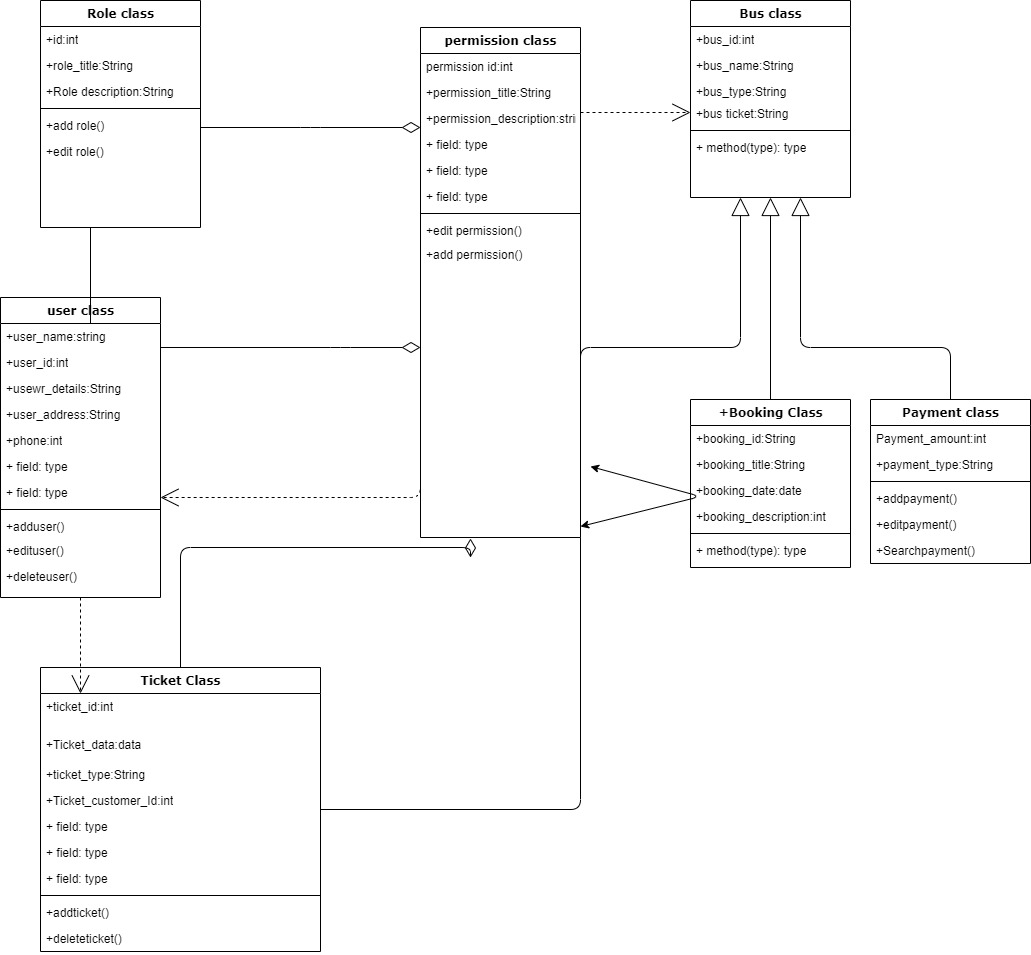 Role class
+id:int
+role_title:String
+Role description:String
+add role()
+edit role()
permission class
permission id:int
+permission_title:String
+permission_description:stri
+ field: type
+ field: type
+ field: type
+edit permission()
+add permission()
Bus class
+bus_id:int
+bus_name:String
+bus_type:String
+bus ticket:String
+ method(type): type
user class
+user_name:string
+user_id:int
+usewr_details:String
+user_address:String
+phone:int
+ field: type
+ field: type
+adduser()
+edituser()
+deleteuser()
+Booking Class
+booking_id:String
+booking_title:String
+booking_date:date
+booking_description:int
+ method(type): type
Payment class
Payment_amount:int
+payment_type:String
+addpayment()
+editpayment()
+Searchpayment()
Ticket Class
+ticket_id:int
+Ticket_data:data
+ticket_type:String
+Ticket_customer_Id:int
+ field: type
+ field: type
+ field: type
+addticket()
+deleteticket()